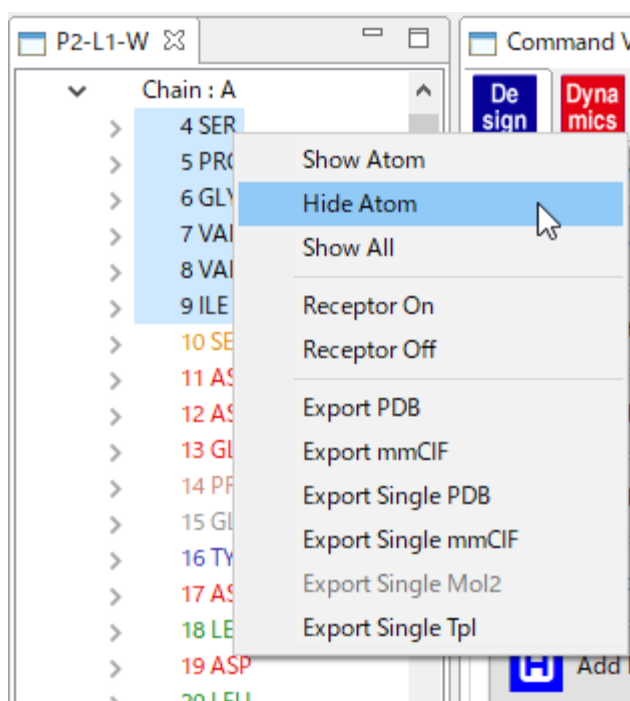 P2-L1-W
Command V
Chain : A
De
sign
Dyna
mics
4 SER
5 PRO
6 GLY
7 VAL
8 VAL
9 ILE
10 SE
11 AS
12 AS
13 GL
14 PR
15 GL
16 TY
17 AS
18 LE
19 ASP
20 LEU
Show Atom
Hide Atom
Show All
Receptor On
Receptor Off
Export PDB
Export mmCIF
Export Single PDB
Export Single mmCIF
Export Single Mol2
Export Single Tpl
H
Add